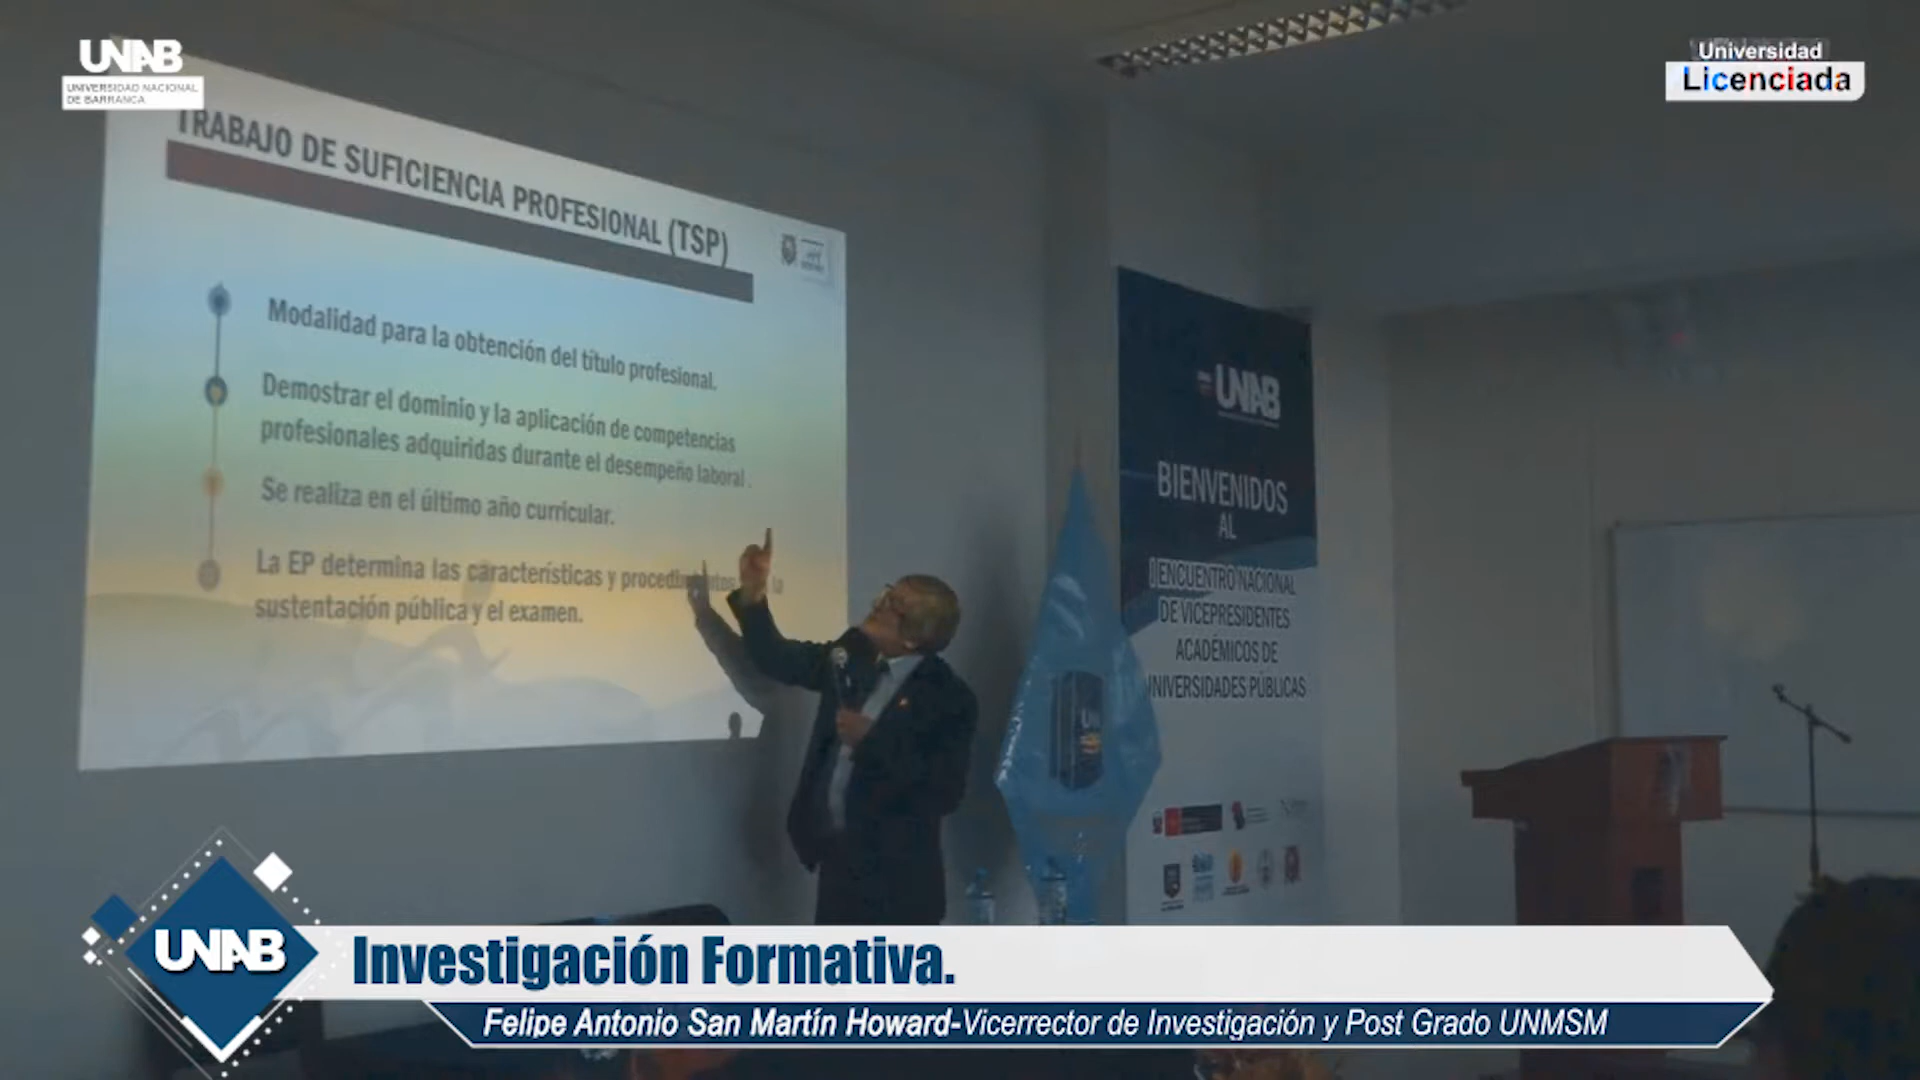 UNAB
UNIVERSIDAD NACIONAL
DE BARRANCA
Universidad
Licenciada
TRABAJO DE SUFICIENCIA PROFESIONAL (TSP)
Modalidad para la obtención del título profesional.
Demostrar el dominio y la aplicación de competencias
profesionales adquiridas durante el desempeño laboral .
Se realiza en el último año curricular.
La EP determina las características y procedimientos la
sustentación pública y el examen.
UNAB
BIENVENIDOS
AL
I ENCUENTRO NACIONAL
DE VICEPRESIDENTES
ACADÉMICOS DE
UNIVERSIDADES PÚBLICAS
UNAB
Investigación Formativa.
Felipe Antonio San Martín Howard-Vicerrector de Investigación y Post Grado UNMSM